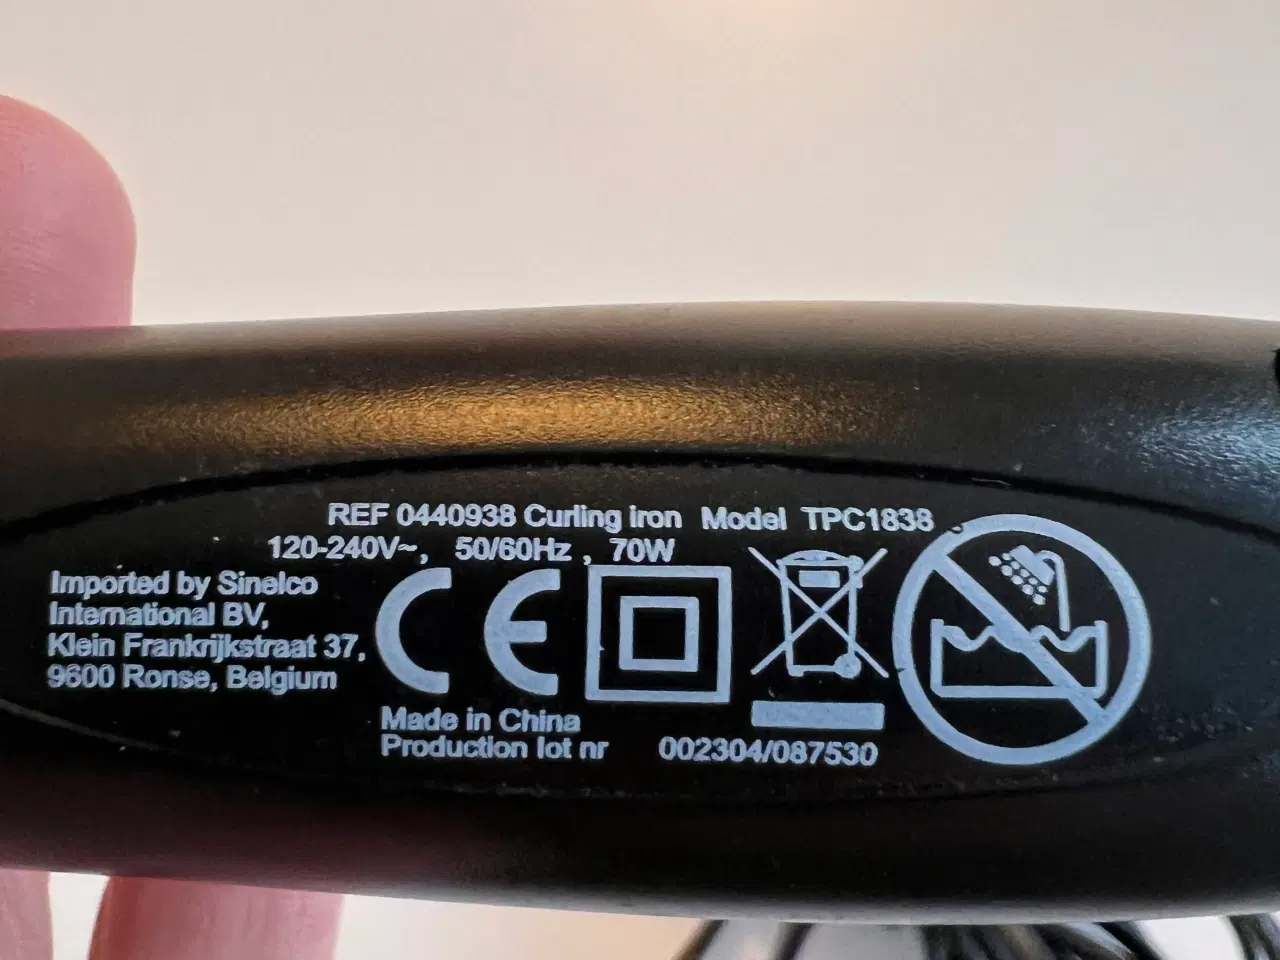 REF 0440938 Curling iron Model TPC1838
120-240V~, 50/60Hz, 70W
Imported by Sinelco
International BV,
Klein Frankrijkstraat 37,
9600 Ronse, Belgium
CE
Made in China
Production lot nr 002304/087530